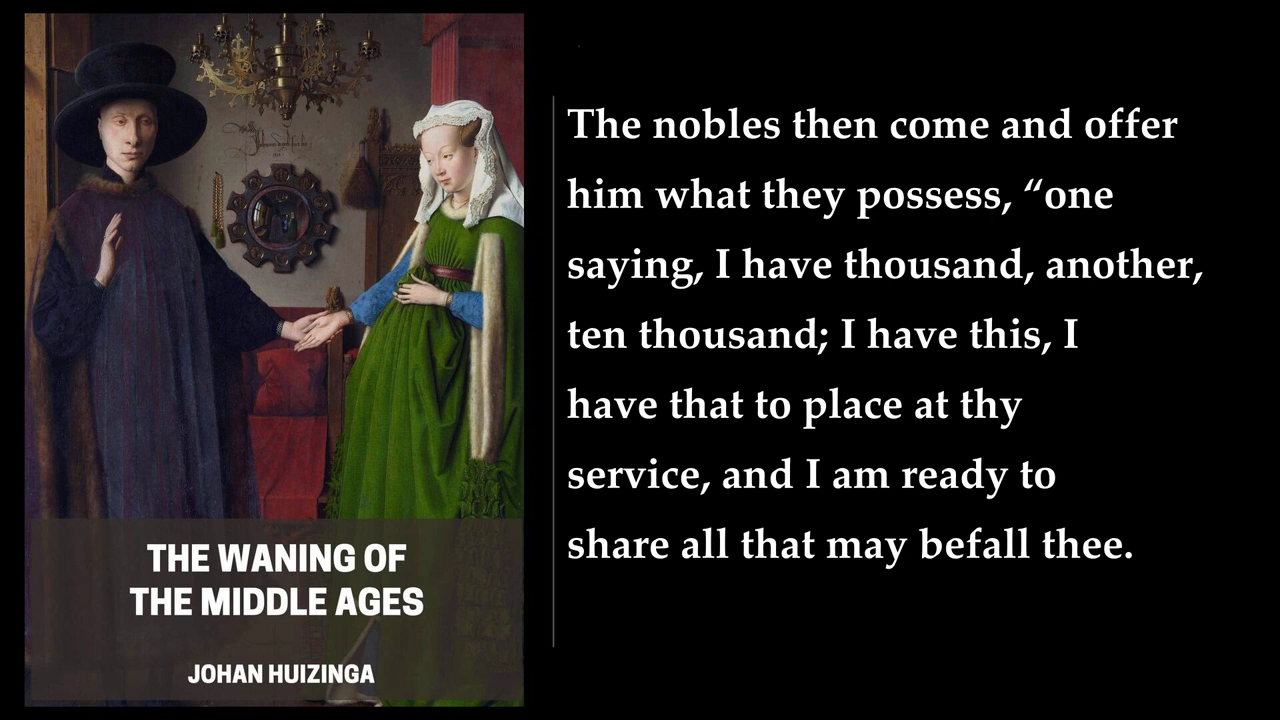 THE WANING OF
THE MIDDLE AGES
JOHAN HUIZINGA
The nobles then come and offer
him what they possess, “one
saying, I have thousand, another,
ten thousand; I have this, I
have that to place at thy
service, and I am ready to
share all that may befall thee.